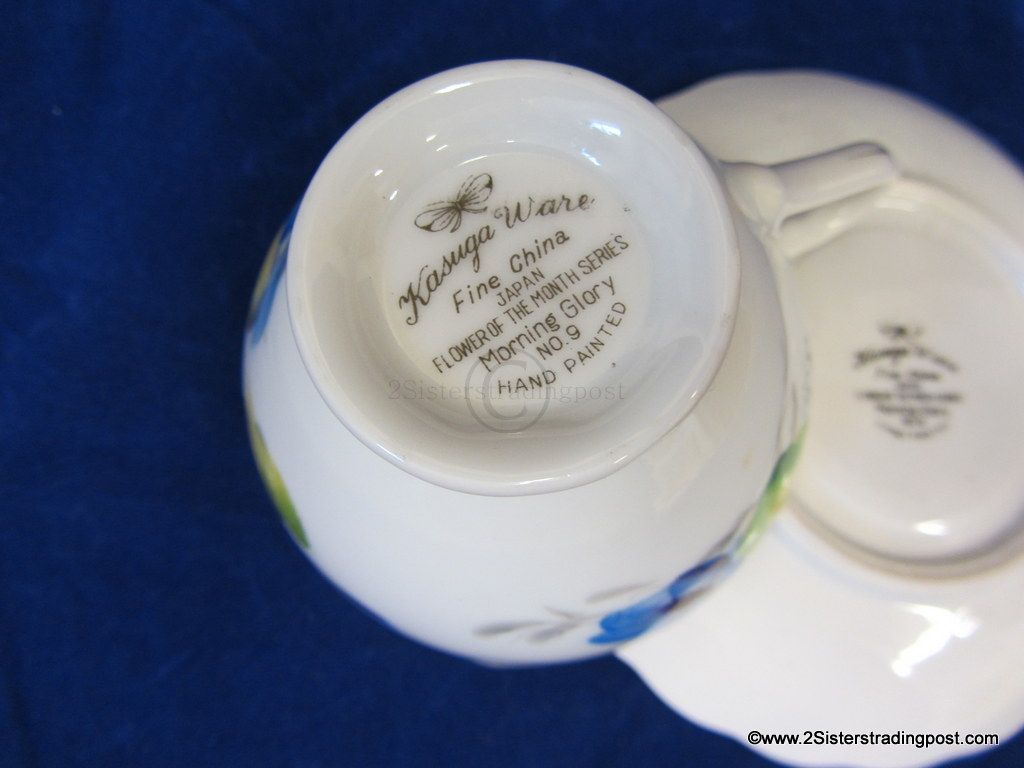 Kasuga Ware
Fine China
JAPAN
FLOWER OF THE MONTH SERIES
Morning Glory
NO. 9
HAND PAINTED
2Sisterstradingpost
©
©www.2Sisterstradingpost.com